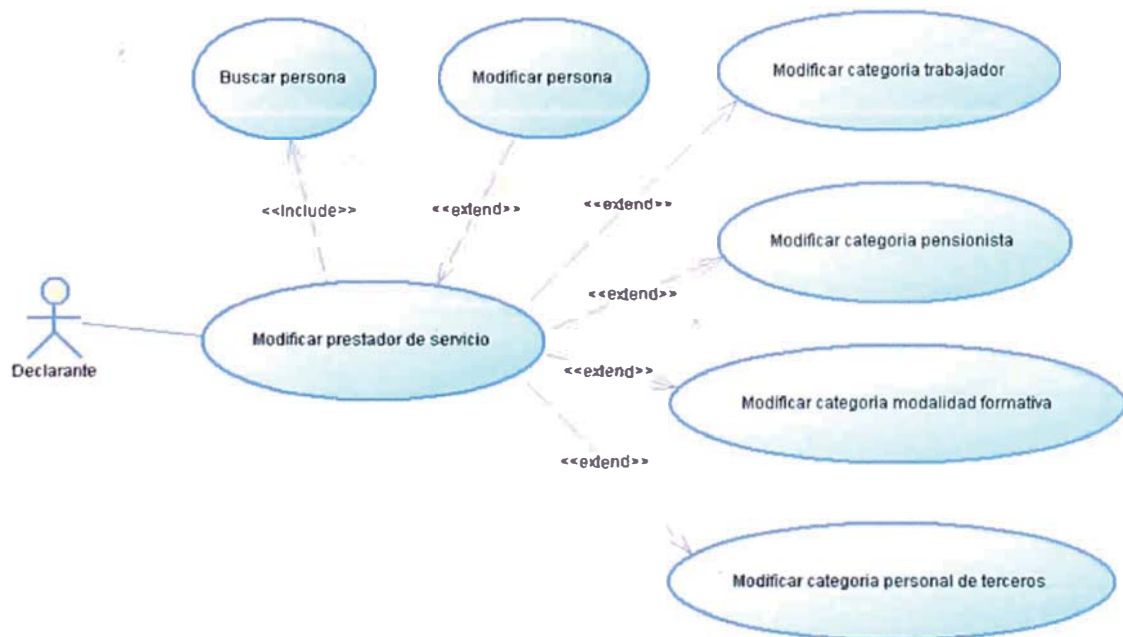 Buscar persona
Modificar persona
Modificar categoria trabajador
<<include>>
<<extend>>
<<extend>>
Modificar categoria pensionista
<<extend>>
Modificar prestador de servicio
Declarante
<<extend>>
Modificar categoria modalidad formativa
<<extend>>
Modificar categoria personal de terceros